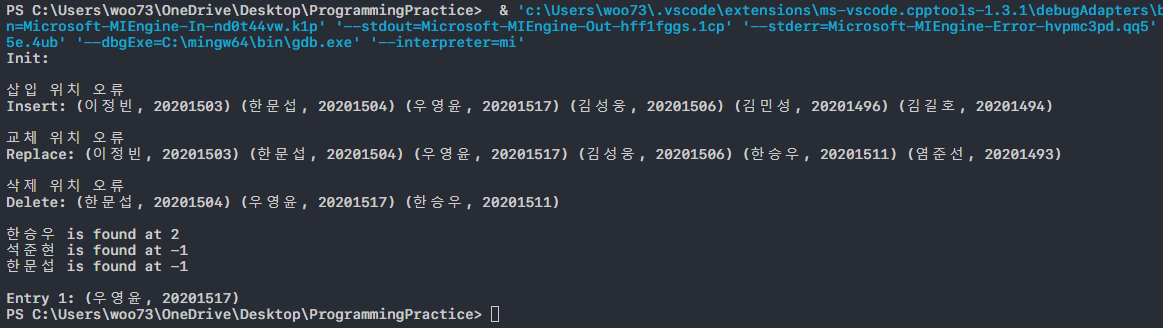 PS C:\Users\woo73\OneDrive\Desktop\ProgrammingPractice>  & 'c:\Users\woo73\.vscode\extensions\ms-vscode.cpptools-1.3.1\debugAdapters\b
n=Microsoft-MIEngine-In-nd0t44vw.k1p' '--stdout=Microsoft-MIEngine-Out-hff1fggs.1cp' '--stderr=Microsoft-MIEngine-Error-hvpmc3pd.qq5'
5e.4ub' '--dbgExe=C:\mingw64\bin\gdb.exe' '--interpreter=mi'
Init:
삽입 위치 오류
Insert: (이정빈, 20201503) (한문섭, 20201504) (우영윤, 20201517) (김성웅, 20201506) (김민성, 20201496) (김길호, 20201494)
교체 위치 오류
Replace: (이정빈, 20201503) (한문섭, 20201504) (우영윤, 20201517) (김성웅, 20201506) (한승우, 20201511) (염준선, 20201493)
삭제 위치 오류
Delete: (한문섭, 20201504) (우영윤, 20201517) (한승우, 20201511)
한승우 is found at 2
석준현 is found at -1
한문섭 is found at -1
Entry 1: (우영윤, 20201517)
PS C:\Users\woo73\OneDrive\Desktop\ProgrammingPractice>